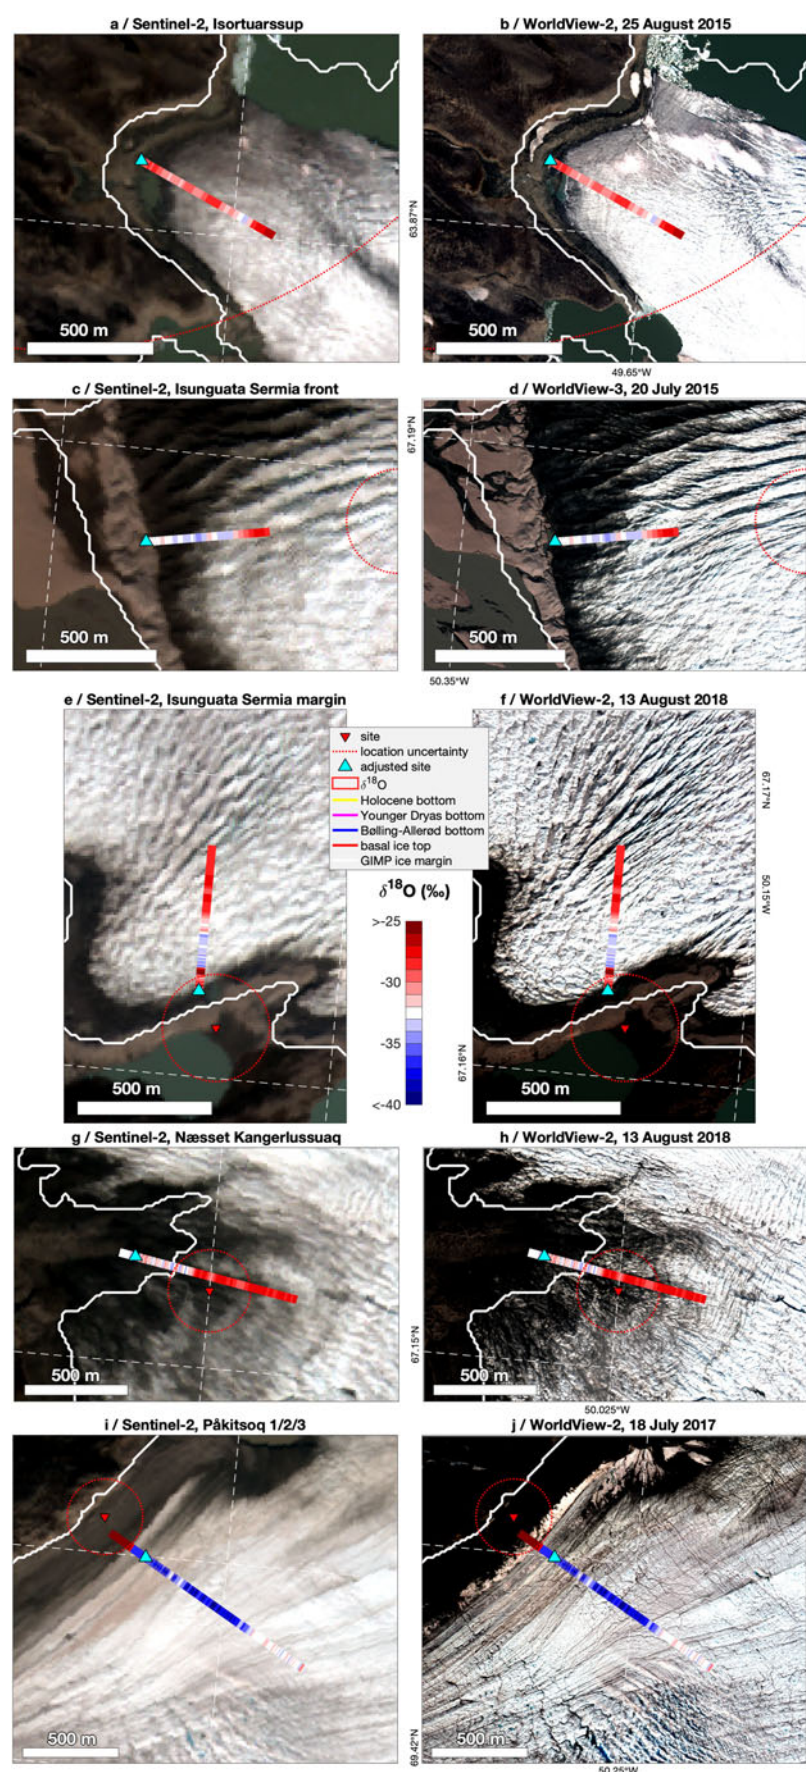 a / Sentinel-2, Isortuarssup
b / WorldView-2, 25 August 2015
63.87°N
500 m
500 m
49.65°W
c / Sentinel-2, Isunguata Sermia front
d / WorldView-3, 20 July 2015
67.19°N
500 m
500 m
50.35°W
e / Sentinel-2, Isunguata Sermia margin
f / WorldView-2, 13 August 2018
site
location uncertainty
adjusted site
δ18O
Holocene bottom
Younger Dryas bottom
Bølling-Allerød bottom
basal ice top
GIMP ice margin
67.17°N
50.15°W
δ18O (‰)
>-25
-30
-35
<-40
67.16°N
500 m
500 m
g / Sentinel-2, Næsset Kangerlussuaq
h / WorldView-2, 13 August 2018
67.15°N
500 m
500 m
50.025°W
i / Sentinel-2, Påkitsoq 1/2/3
j / WorldView-2, 18 July 2017
69.42°N
500 m
500 m
50.25°W